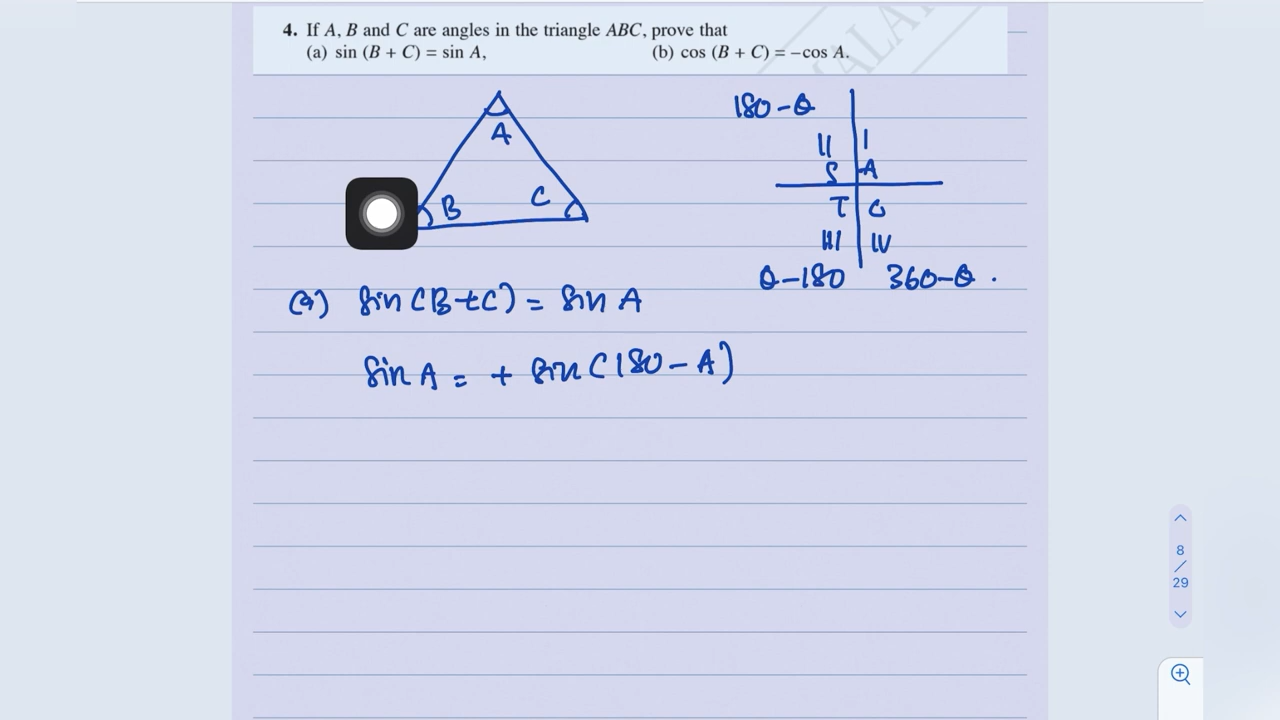 4. If A, B and C are angles in the triangle ABC, prove that
(a) sin (B + C) = sin A, (b) cos (B + C) = −cos A.
180 - θ
A
II I
S A
B C
T C
III IV
θ - 180 360 - θ .
(a) sin (B + C) = sin A
sin A = + sin (180 - A)
8
/
29